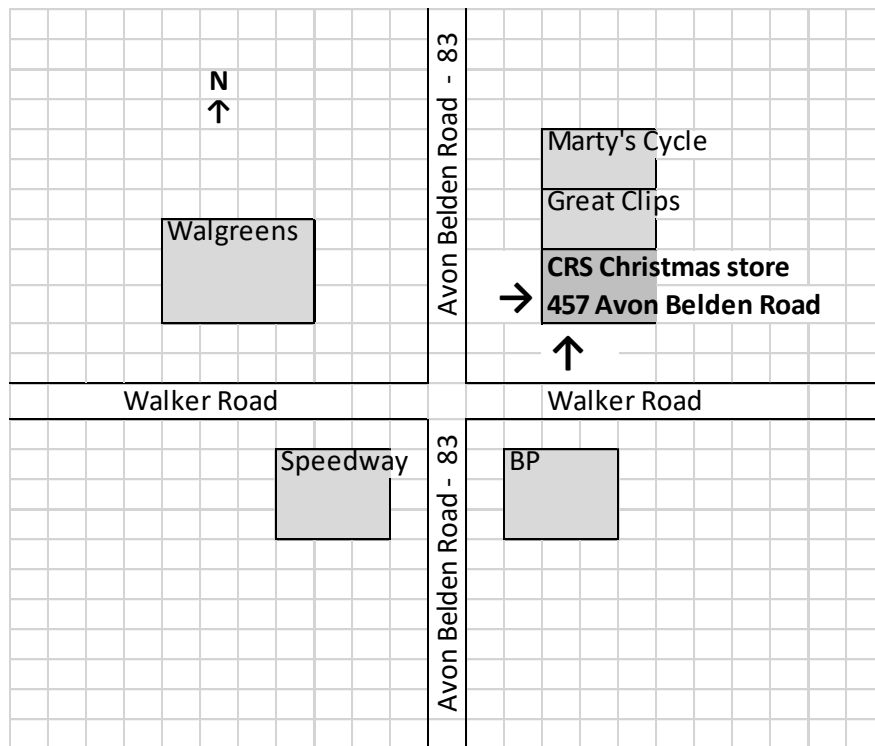 Avon Belden Road - 83
N
Marty's Cycle
Great Clips
Walgreens
CRS Christmas store
457 Avon Belden Road
Walker Road
Walker Road
Speedway
BP
Avon Belden Road - 83